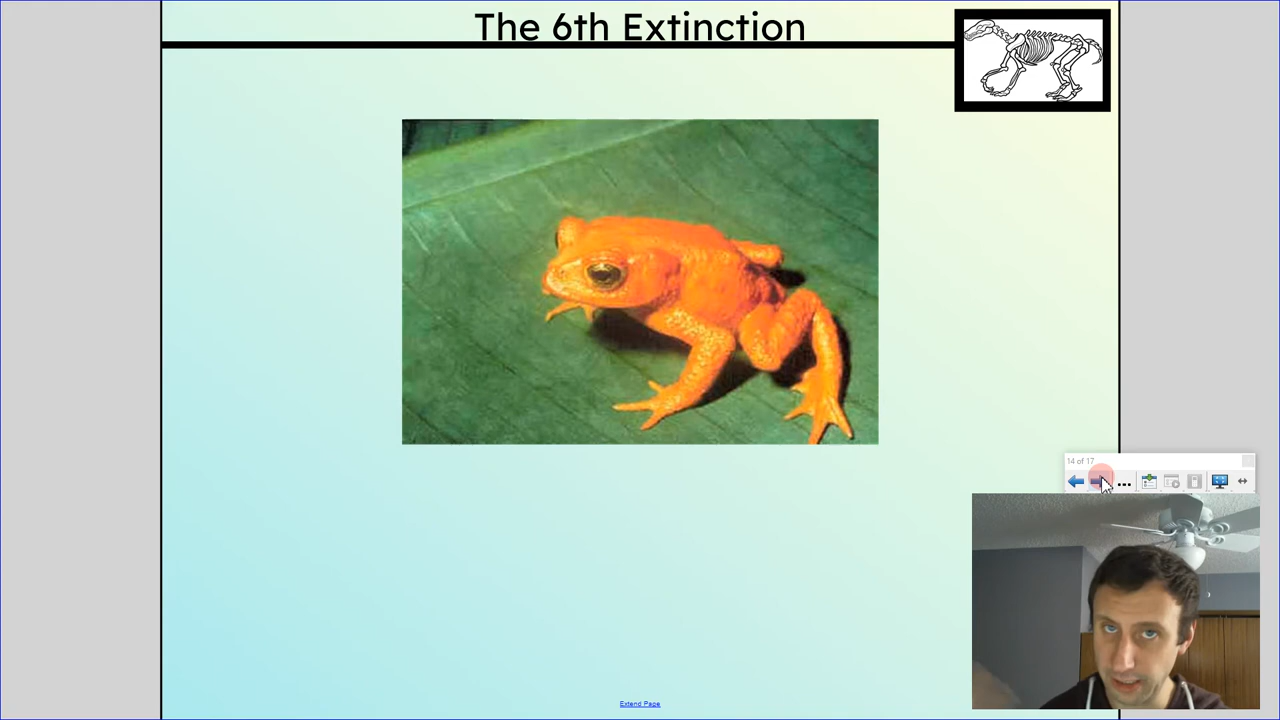 The 6th Extinction
14 of 17
...
Extend Page